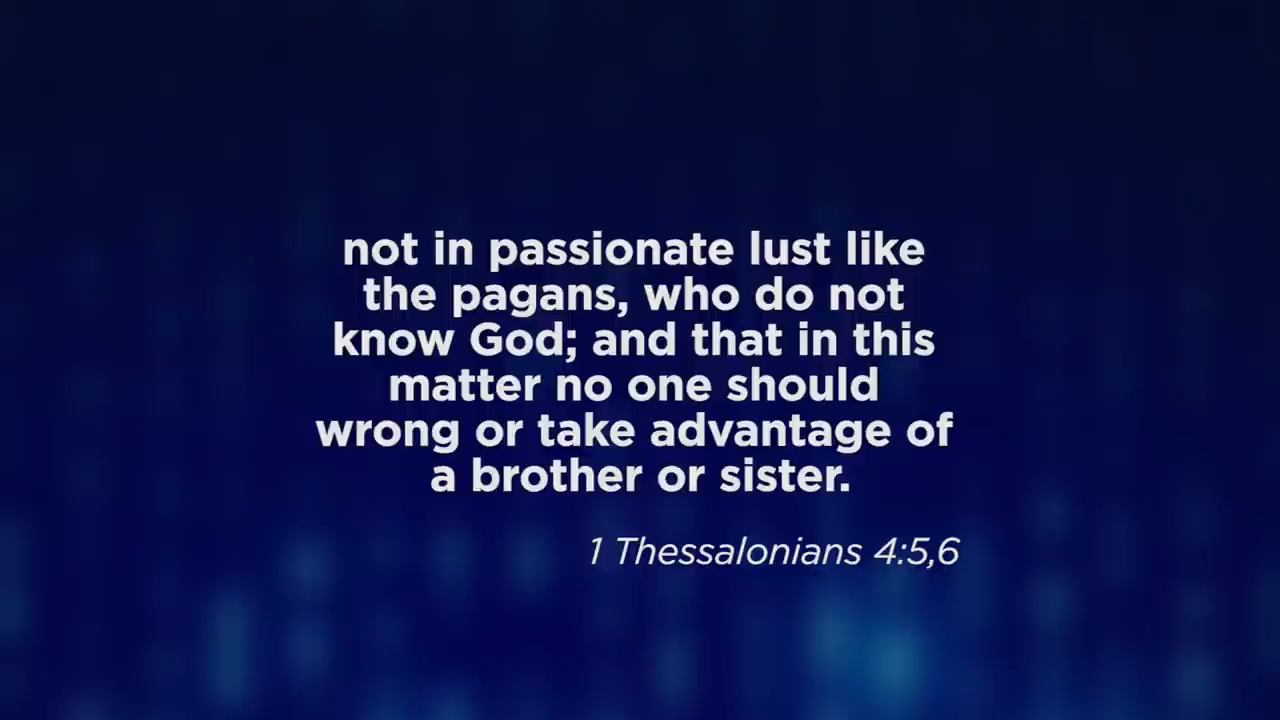 not in passionate lust like
the pagans, who do not
know God; and that in this
matter no one should
wrong or take advantage of
a brother or sister.
1 Thessalonians 4:5,6